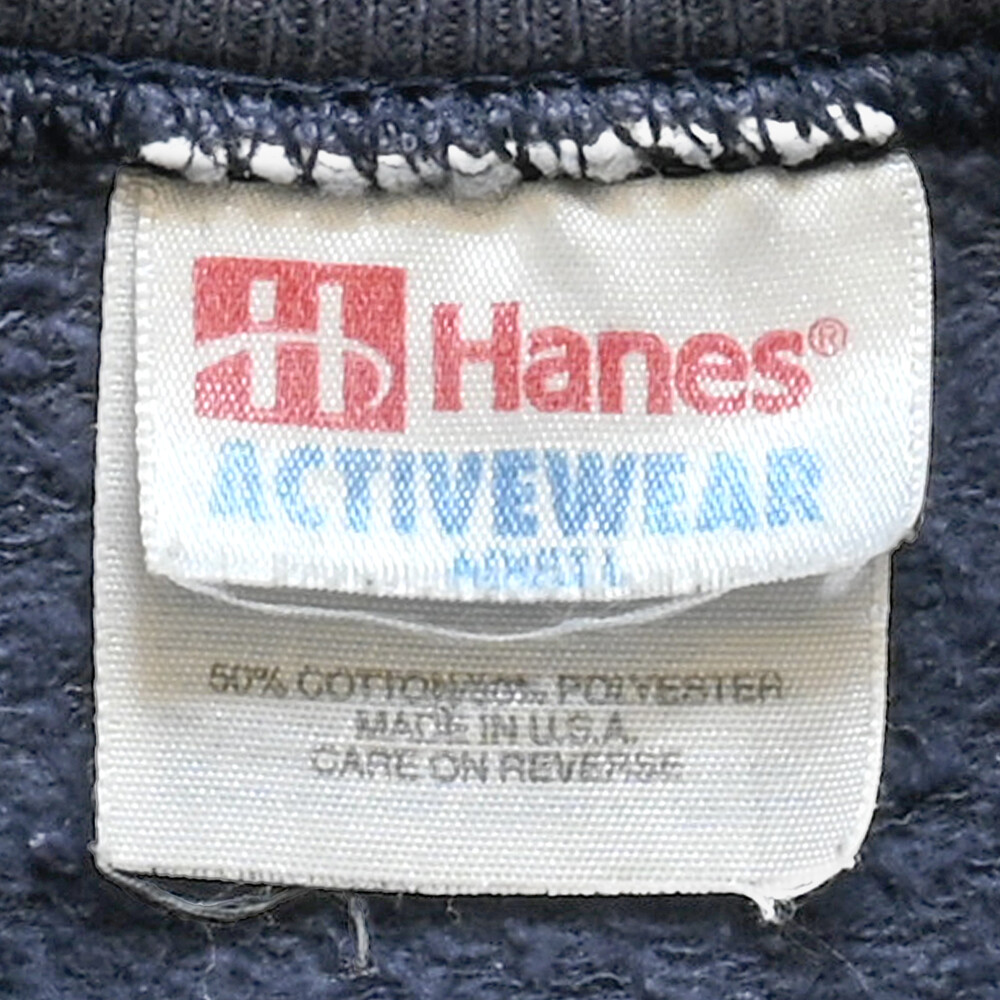 Hanes®
ACTIVEWEAR
50% COTTON/50% POLYESTER
MADE IN U.S.A.
CARE ON REVERSE